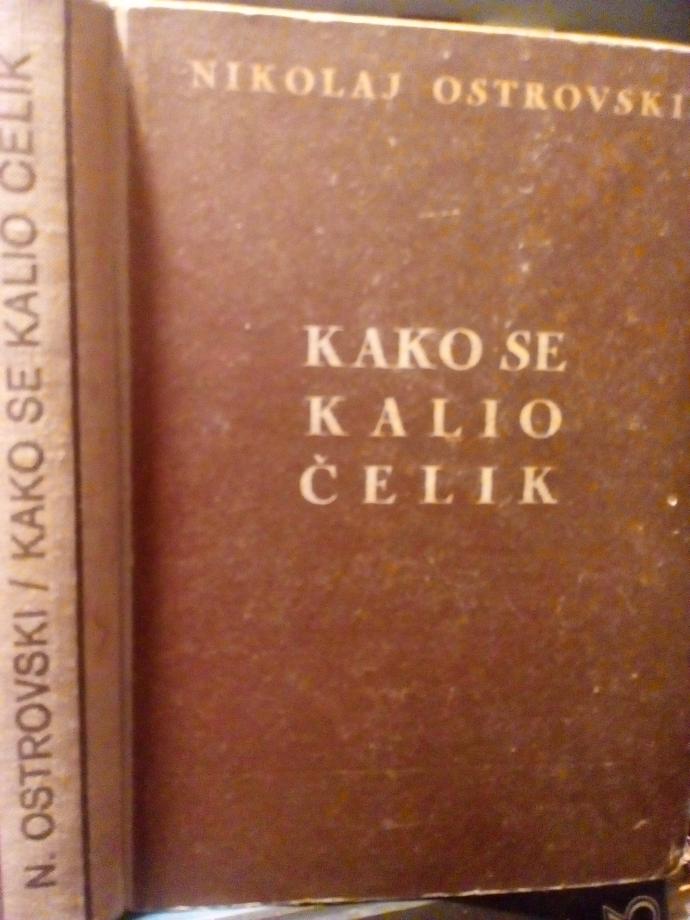 N. OSTROVSKI / KAKO SE KALIO ČELIK
NIKOLAJ OSTROVSKI
KAKO SE
KALIO
ČELIK